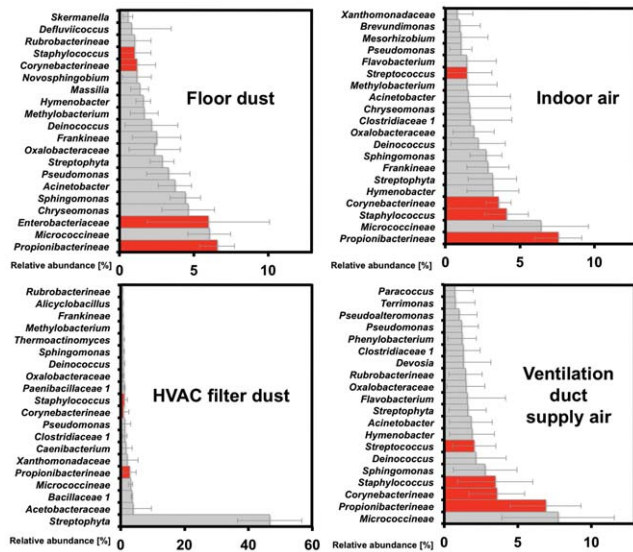 Skermanella
Defluviicoccus
Rubrobacterineae
Staphylococcus
Corynebacterineae
Novosphingobium
Massilia
Hymenobacter
Methylobacterium
Deinococcus
Frankineae
Oxalobacteraceae
Streptophyta
Pseudomonas
Acinetobacter
Sphingomonas
Chryseomonas
Enterobacteriaceae
Micrococcineae
Propionibacterineae
Floor dust
Relative abundance [%]
0 5 10
Xanthomonadaceae
Brevundimonas
Mesorhizobium
Pseudomonas
Flavobacterium
Streptococcus
Methylobacterium
Acinetobacter
Chryseomonas
Clostridiaceae 1
Oxalobacteraceae
Deinococcus
Sphingomonas
Frankineae
Streptophyta
Hymenobacter
Corynebacterineae
Staphylococcus
Micrococcineae
Propionibacterineae
Indoor air
Relative abundance [%]
0 5 10
Rubrobacterineae
Alicyclobacillus
Frankineae
Methylobacterium
Thermoactinomyces
Sphingomonas
Deinococcus
Oxalobacteraceae
Paenibacillaceae 1
Staphylococcus
Corynebacterineae
Pseudomonas
Clostridiaceae 1
Caenibacterium
Xanthomonadaceae
Propionibacterineae
Micrococcineae
Bacillaceae 1
Acetobacteraceae
Streptophyta
HVAC filter dust
Relative abundance [%]
0 20 40 60
Paracoccus
Terrimonas
Pseudoalteromonas
Pseudomonas
Phenylobacterium
Clostridiaceae 1
Devosia
Rubrobacterineae
Oxalobacteraceae
Flavobacterium
Streptophyta
Acinetobacter
Hymenobacter
Streptococcus
Deinococcus
Sphingomonas
Staphylococcus
Corynebacterineae
Propionibacterineae
Micrococcineae
Ventilation
duct
supply air
Relative abundance [%]
0 5 10